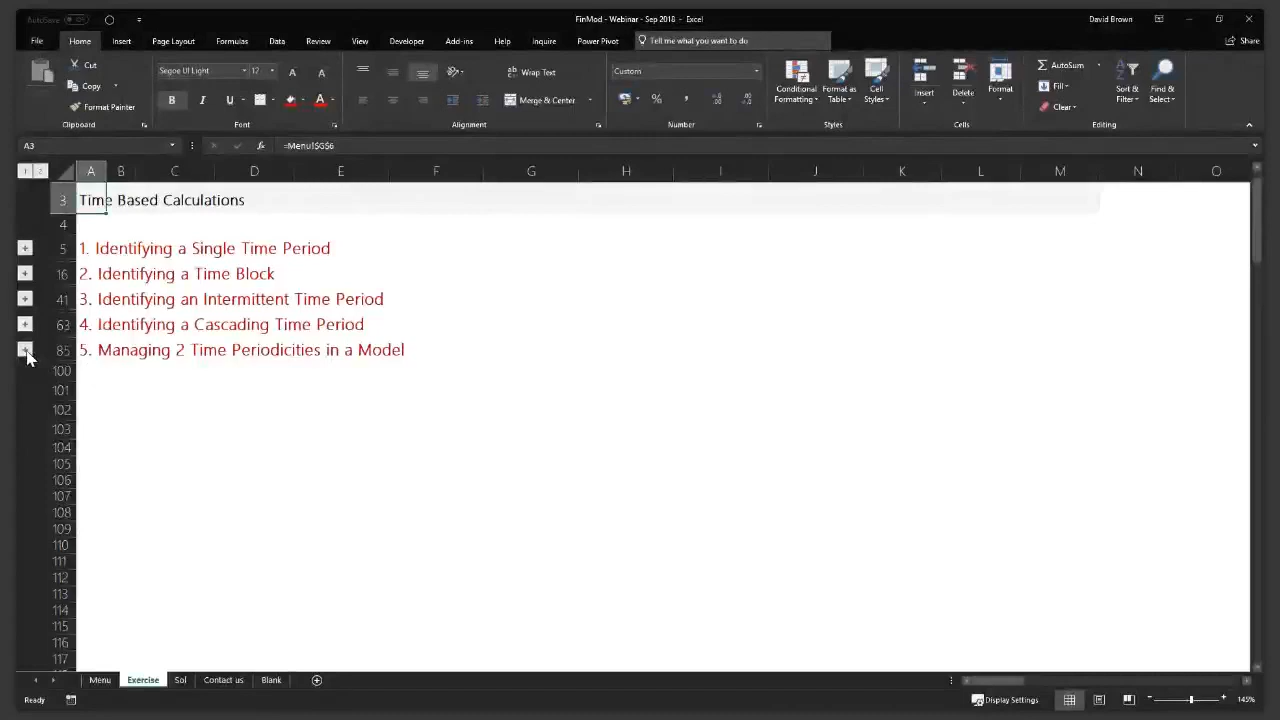 AutoSave Off
FinMod - Webinar - Sep 2018 - Excel
David Brown
File Home Insert Page Layout Formulas Data Review View Developer Add-ins Help Inquire Power Pivot Tell me what you want to do Share
Cut
Copy
Format Painter
Clipboard
Segoe UI Light 12
B I U
Font
Wrap Text
Merge & Center
Alignment
Custom
Number
Conditional Formatting
Format as Table
Cell Styles
Styles
Insert
Delete
Format
Cells
AutoSum
Fill
Clear
Sort & Filter
Find & Select
Editing
A3 fx =Menu!$G$6
1 2
A B C D E F G H I J K L M N O
3 Time Based Calculations
4
5 1. Identifying a Single Time Period
16 2. Identifying a Time Block
41 3. Identifying an Intermittent Time Period
63 4. Identifying a Cascading Time Period
85 5. Managing 2 Time Periodicities in a Model
100
101
102
103
104
105
106
107
108
109
110
111
112
113
114
115
116
117
Menu Exercise Sol Contact us Blank
Ready Display Settings 145%